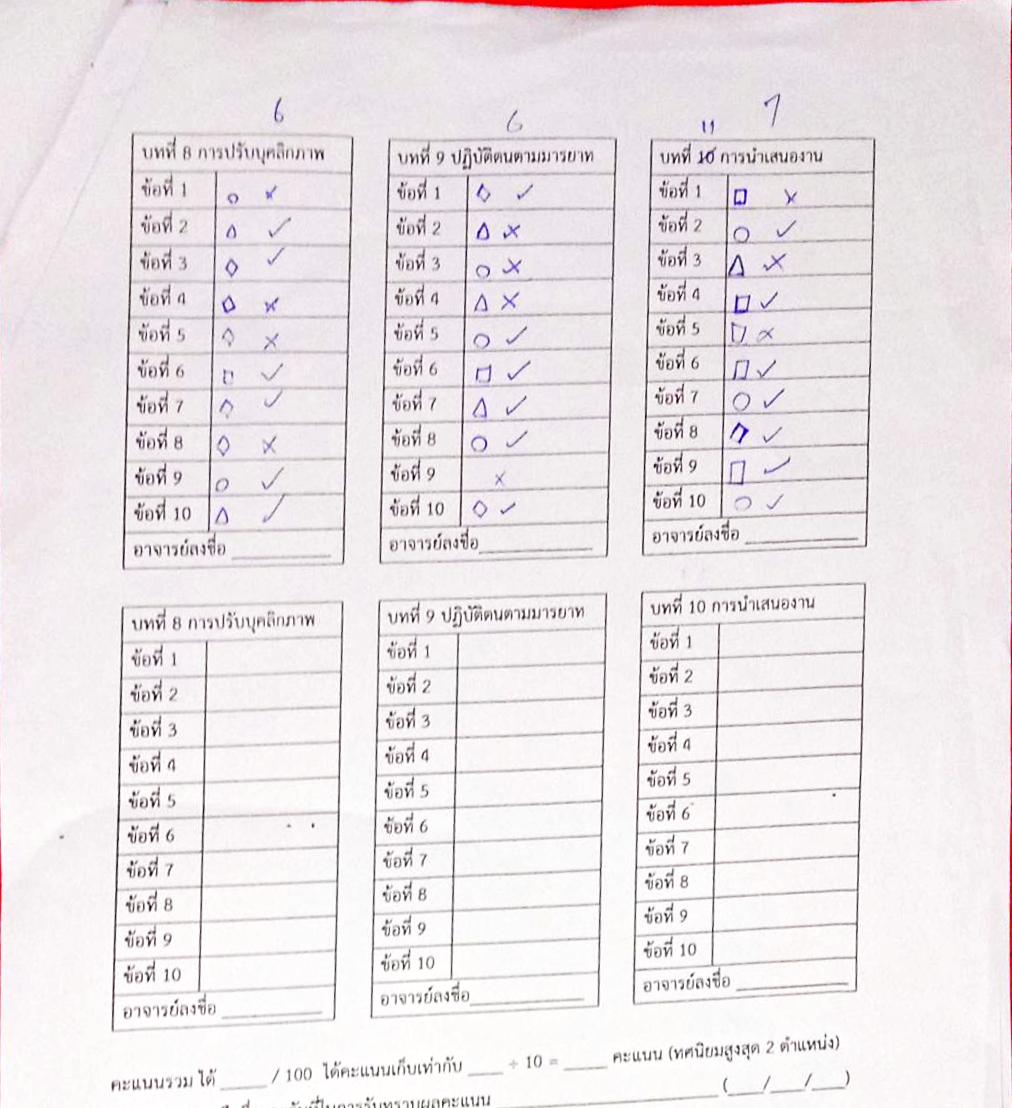 6
6
11 7
บทที่ 8 การปรับบุคลิกภาพ
ข้อที่ 1 ○ ✗
ข้อที่ 2 △ ✓
ข้อที่ 3 ◇ ✓
ข้อที่ 4 ◇ ✗
ข้อที่ 5 ◇ ✗
ข้อที่ 6 □ ✓
ข้อที่ 7 ◇ ✓
ข้อที่ 8 ◇ ✗
ข้อที่ 9 ○ ✓
ข้อที่ 10 △ ✓
อาจารย์ลงชื่อ ____________
บทที่ 9 ปฏิบัติตนตามมารยาท
ข้อที่ 1 ◇ ✓
ข้อที่ 2 △ ✗
ข้อที่ 3 ○ ✗
ข้อที่ 4 △ ✗
ข้อที่ 5 ○ ✓
ข้อที่ 6 □ ✓
ข้อที่ 7 △ ✓
ข้อที่ 8 ○ ✓
ข้อที่ 9 ✗
ข้อที่ 10 ◇ ✓
อาจารย์ลงชื่อ____________
บทที่ 10 การนำเสนองาน
ข้อที่ 1 □ ✗
ข้อที่ 2 ○ ✓
ข้อที่ 3 △ ✗
ข้อที่ 4 □ ✓
ข้อที่ 5 □ ✗
ข้อที่ 6 □ ✓
ข้อที่ 7 ○ ✓
ข้อที่ 8 ◇ ✓
ข้อที่ 9 □ ✓
ข้อที่ 10 ○ ✓
อาจารย์ลงชื่อ ____________
บทที่ 8 การปรับบุคลิกภาพ
ข้อที่ 1
ข้อที่ 2
ข้อที่ 3
ข้อที่ 4
ข้อที่ 5
ข้อที่ 6
ข้อที่ 7
ข้อที่ 8
ข้อที่ 9
ข้อที่ 10
อาจารย์ลงชื่อ ____________
บทที่ 9 ปฏิบัติตนตามมารยาท
ข้อที่ 1
ข้อที่ 2
ข้อที่ 3
ข้อที่ 4
ข้อที่ 5
ข้อที่ 6
ข้อที่ 7
ข้อที่ 8
ข้อที่ 9
ข้อที่ 10
อาจารย์ลงชื่อ____________
บทที่ 10 การนำเสนองาน
ข้อที่ 1
ข้อที่ 2
ข้อที่ 3
ข้อที่ 4
ข้อที่ 5
ข้อที่ 6
ข้อที่ 7
ข้อที่ 8
ข้อที่ 9
ข้อที่ 10
อาจารย์ลงชื่อ ____________
คะแนนรวม ได้ _____ / 100 ได้คะแนนเก็บเท่ากับ ____ ÷ 10 = _____ คะแนน (ทศนิยมสูงสุด 2 ตำแหน่ง)
ในการรับทราบผลคะแนน ____________ (___/___/___)